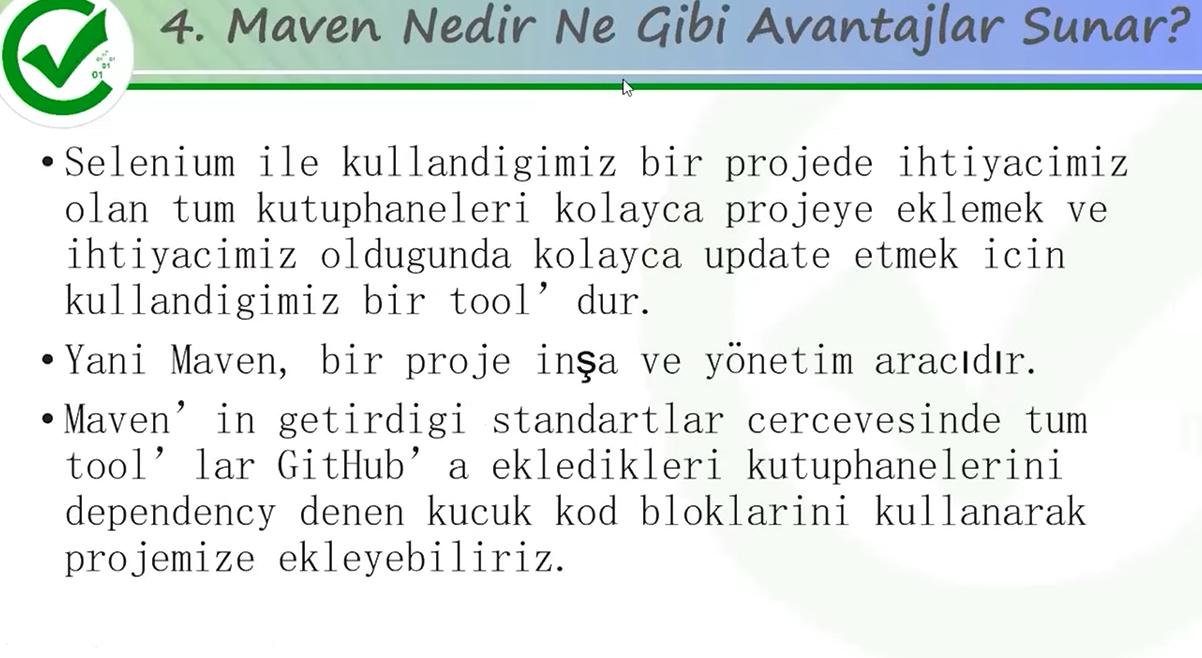 4. Maven Nedir Ne Gibi Avantajlar Sunar?
01
• Selenium ile kullandigimiz bir projede ihtiyacimiz
olan tum kutuphaneleri kolayca projeye eklemek ve
ihtiyacimiz oldugunda kolayca update etmek icin
kullandigimiz bir tool’ dur.
• Yani Maven, bir proje inşa ve yönetim aracıdır.
• Maven’ in getirdigi standartlar cercevesinde tum
tool’ lar GitHub’ a ekledikleri kutuphanelerini
dependency denen kucuk kod bloklarini kullanarak
projemize ekleyebiliriz.